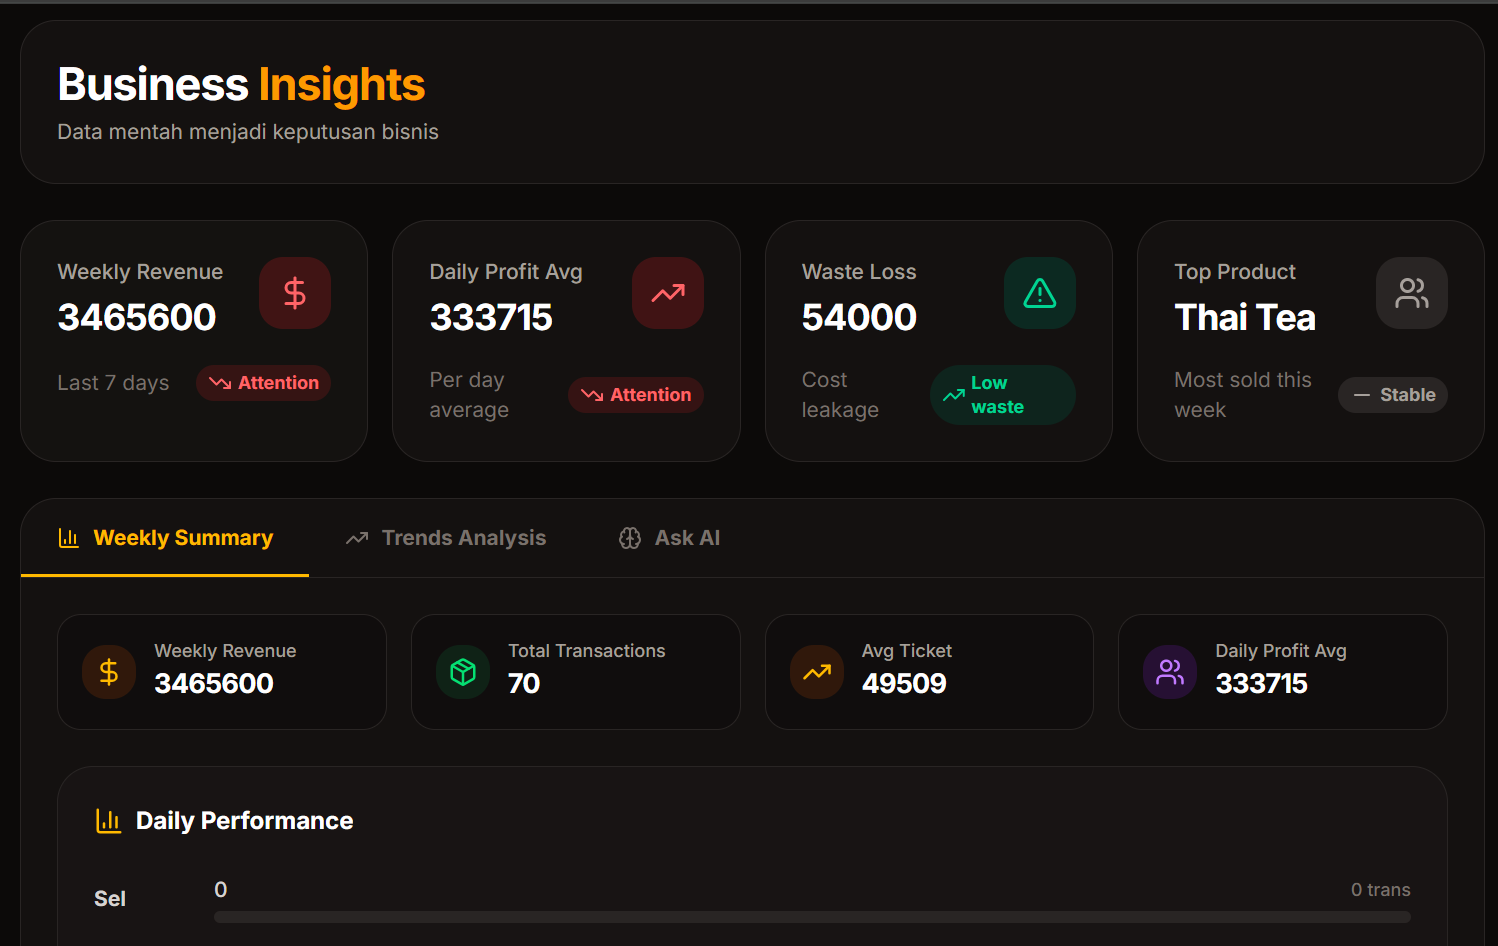 Business Insights
Data mentah menjadi keputusan bisnis
Weekly Revenue
3465600
Last 7 days
Attention
Daily Profit Avg
333715
Per day
average
Attention
Waste Loss
54000
Cost
leakage
Low
waste
Top Product
Thai Tea
Most sold this
week
Stable
Weekly Summary
Trends Analysis
Ask AI
Weekly Revenue
3465600
Total Transactions
70
Avg Ticket
49509
Daily Profit Avg
333715
Daily Performance
Sel
0
0 trans